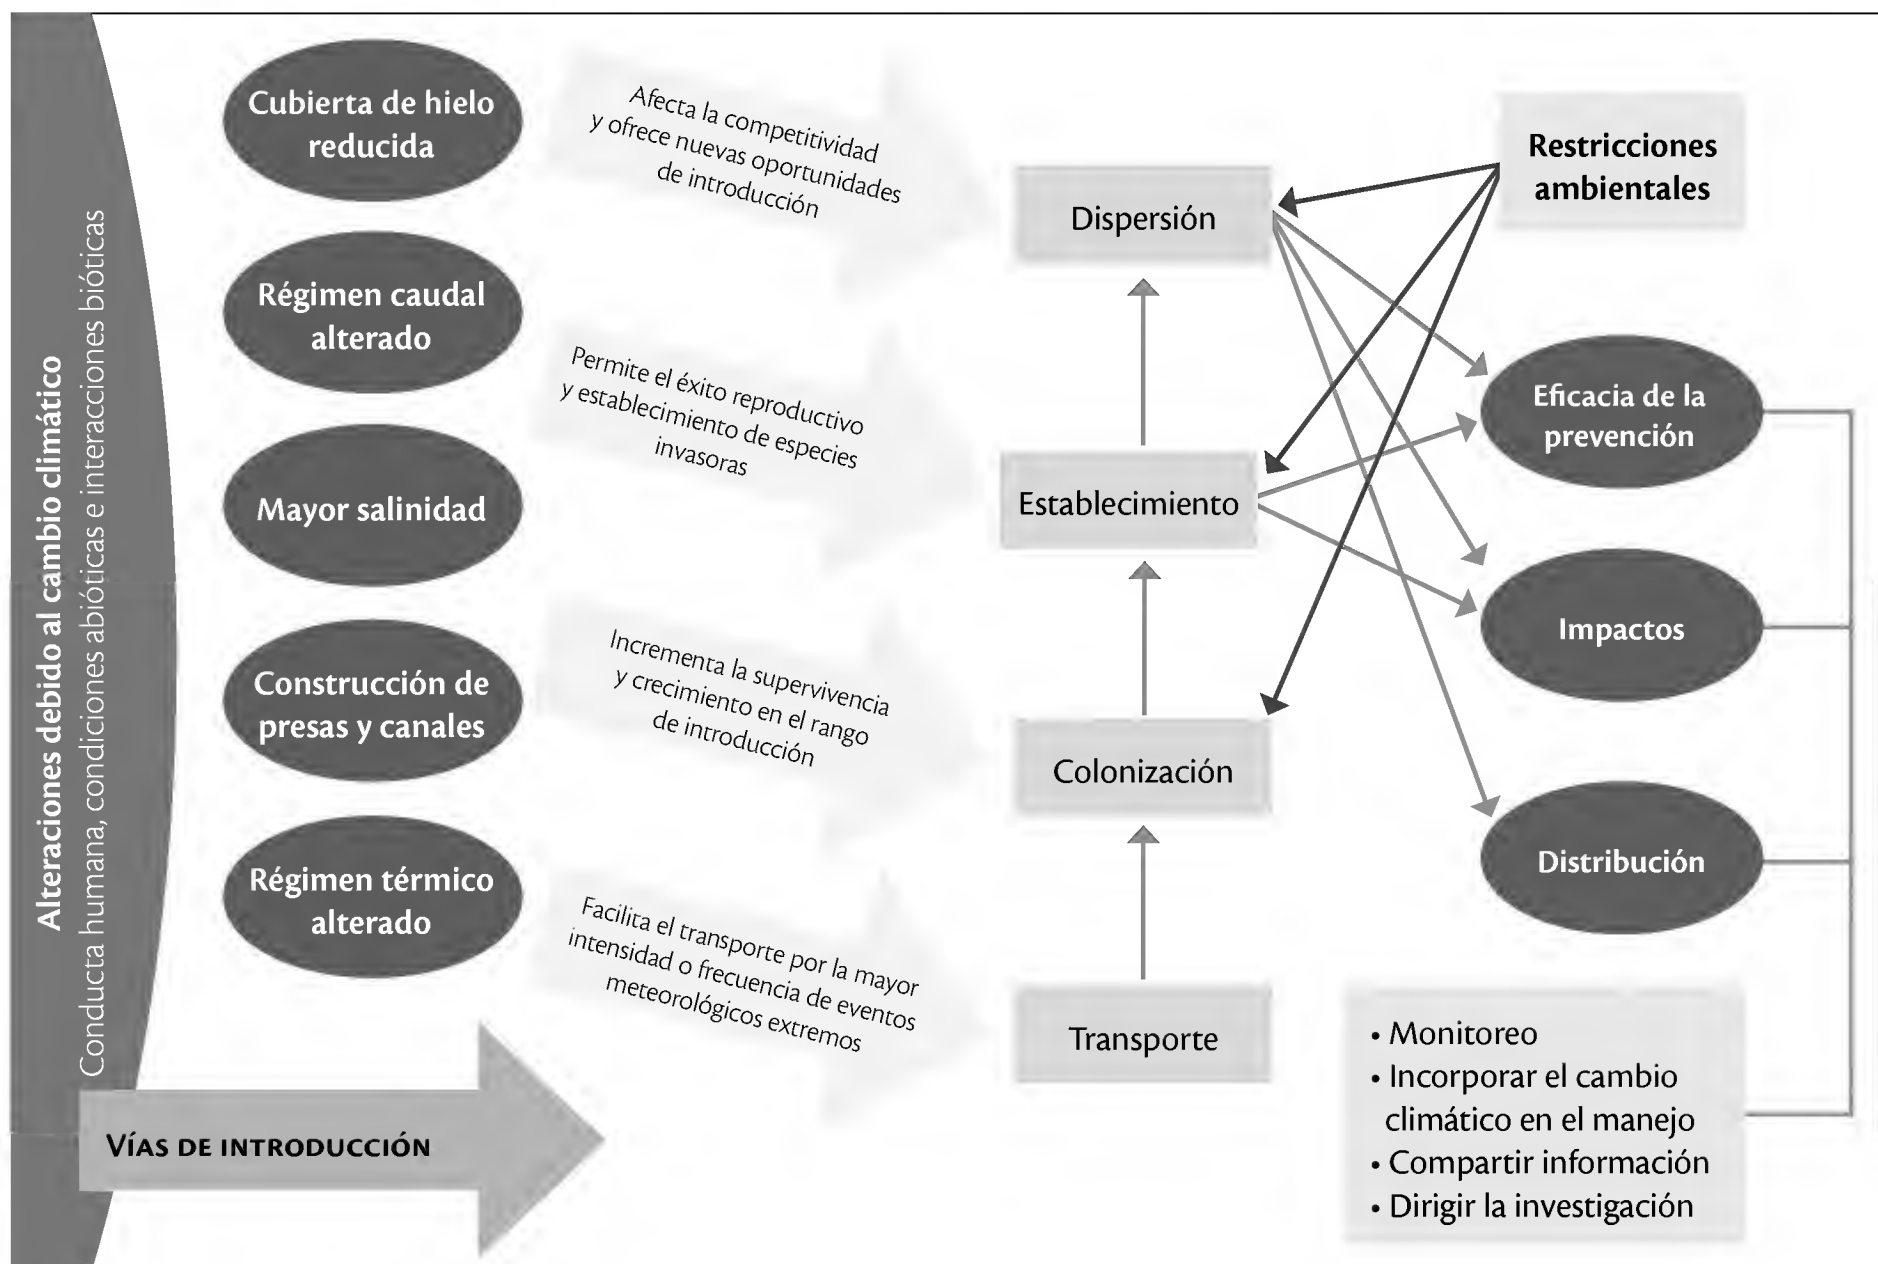 Alteraciones debido al cambio climático
Conducta humana, condiciones abióticas e interacciones bióticas
Cubierta de hielo
reducida
Régimen caudal
alterado
Mayor salinidad
Construcción de
presas y canales
Régimen térmico
alterado
VÍAS DE INTRODUCCIÓN
Afecta la competitividad
y ofrece nuevas oportunidades
de introducción
Permite el éxito reproductivo
y establecimiento de especies
invasoras
Incrementa la supervivencia
y crecimiento en el rango
de introducción
Facilita el transporte por la mayor
intensidad o frecuencia de eventos
meteorológicos extremos
Dispersión
Establecimiento
Colonización
Transporte
Restricciones
ambientales
Eficacia de la
prevención
Impactos
Distribución
• Monitoreo
• Incorporar el cambio
climático en el manejo
• Compartir información
• Dirigir la investigación